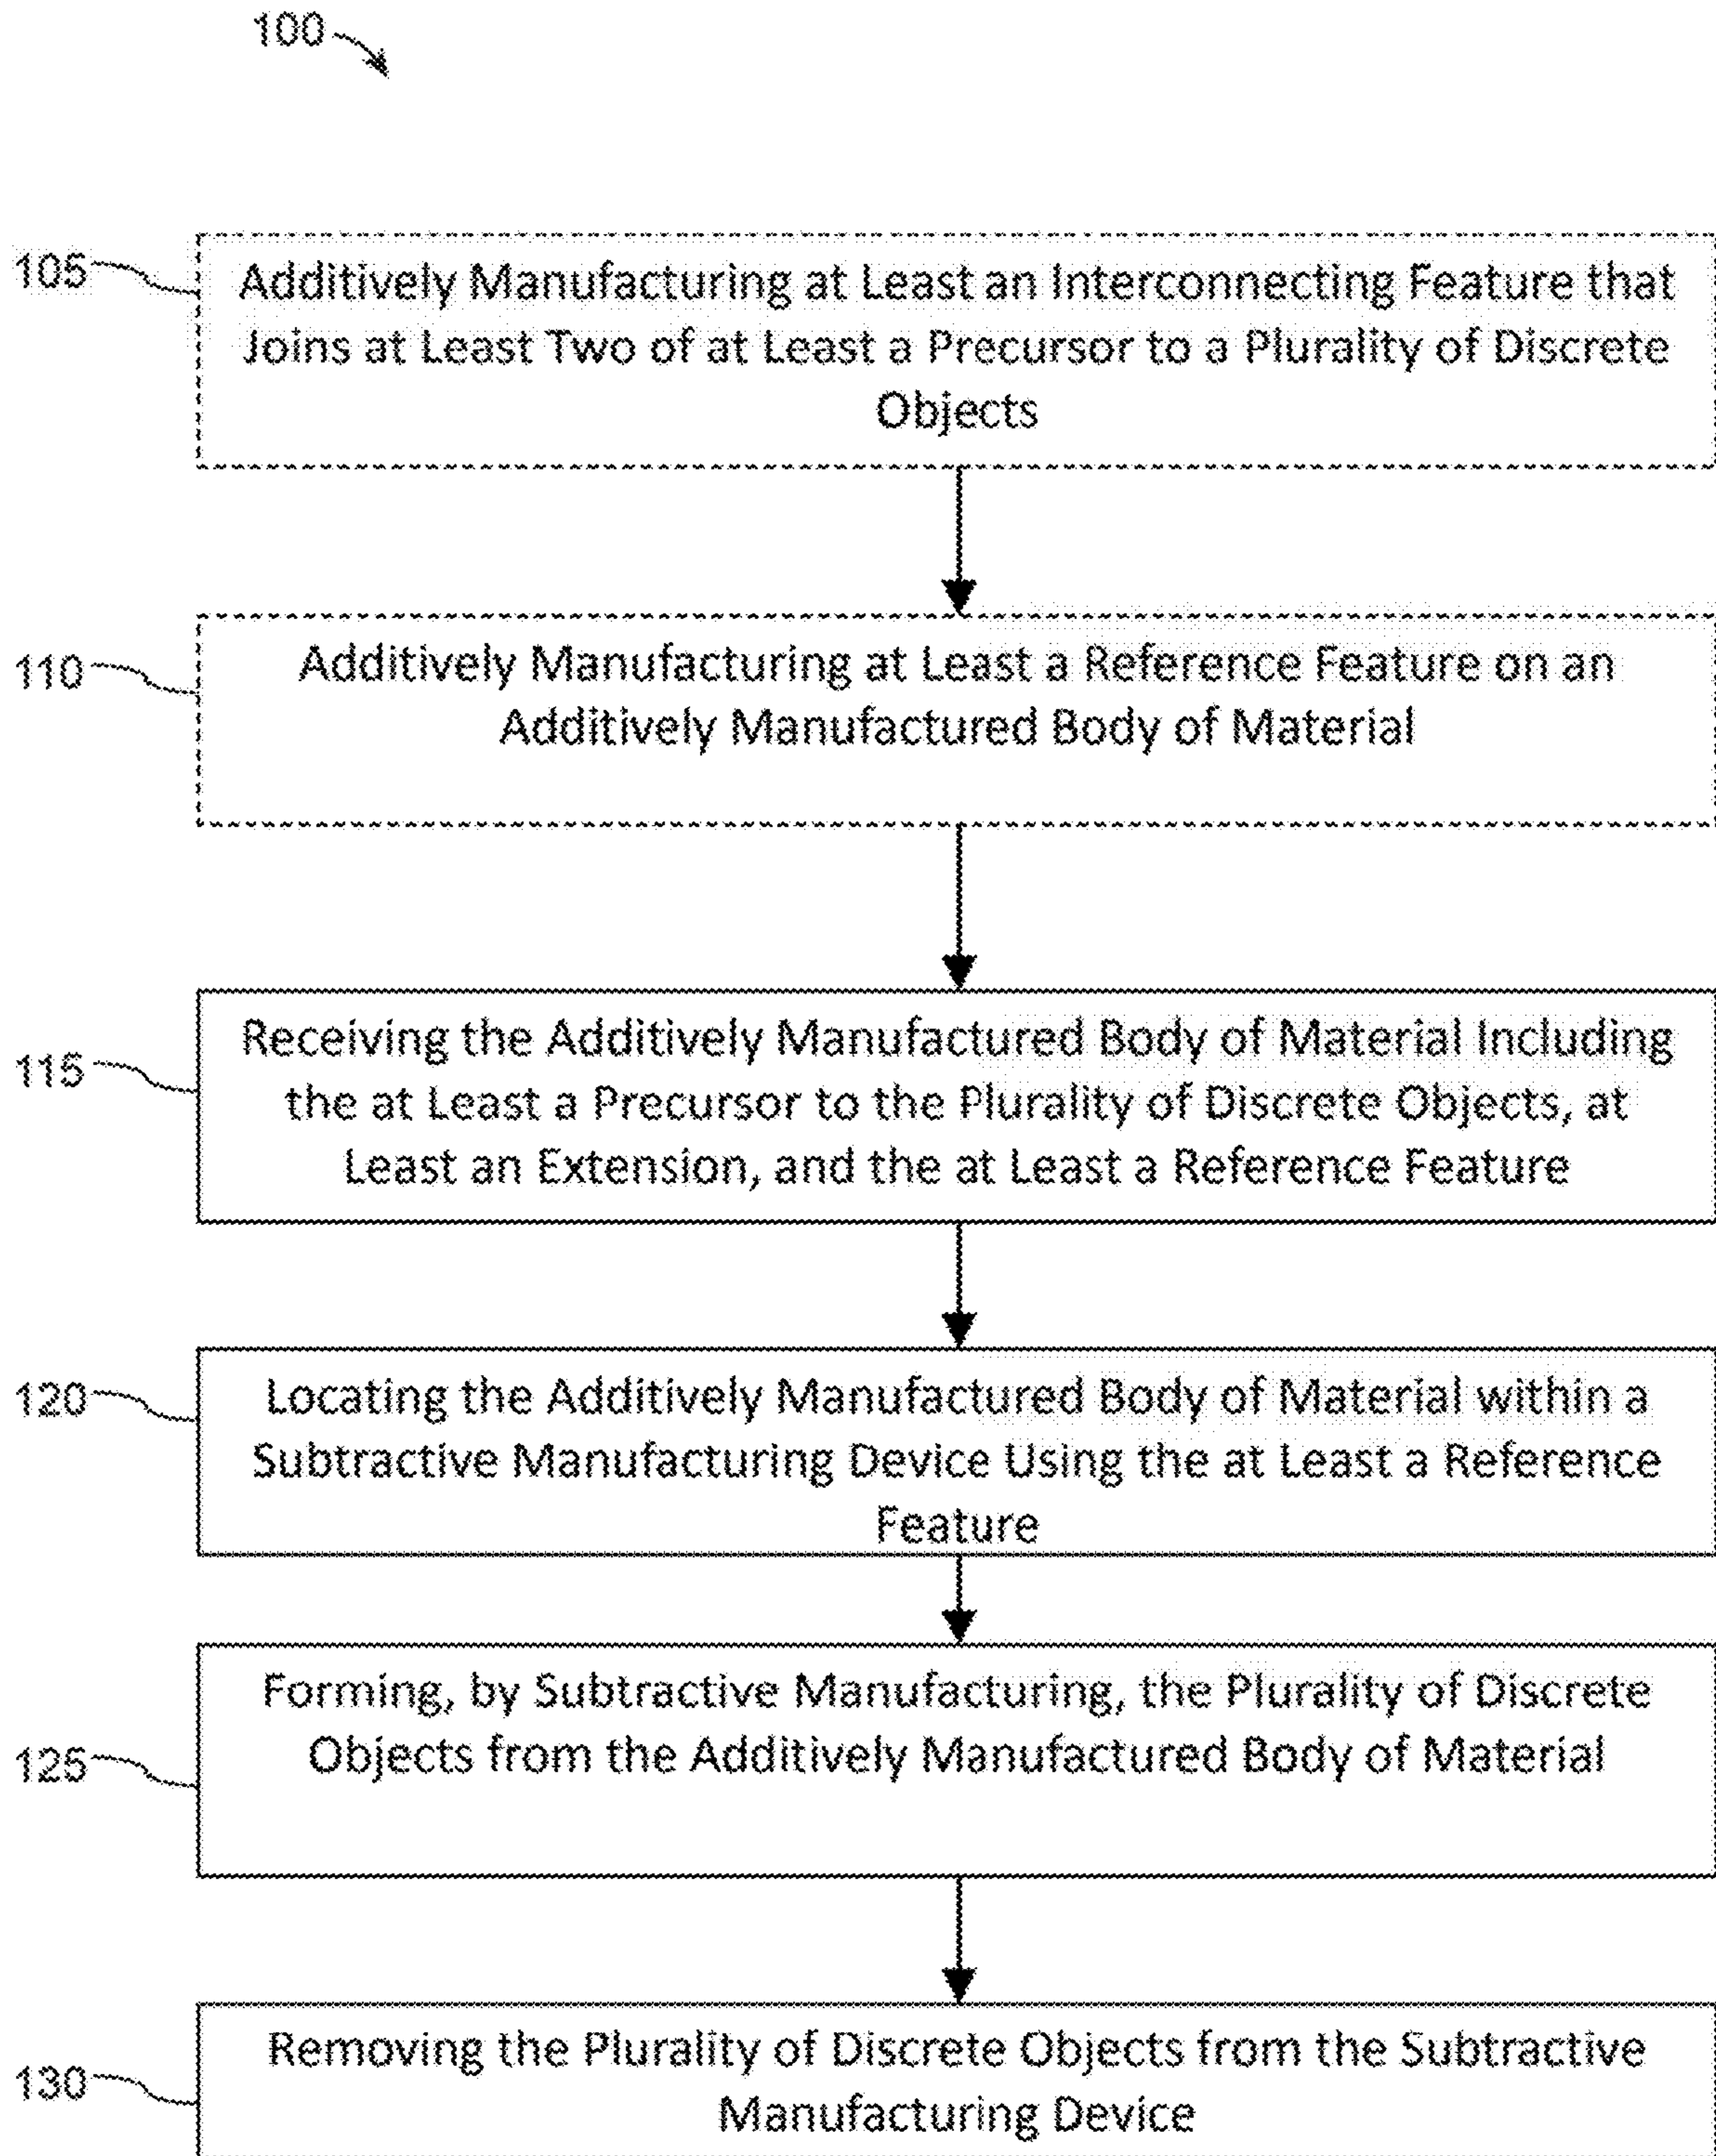 100
105
Additively Manufacturing at Least an Interconnecting Feature that
Joins at Least Two of at Least a Precursor to a Plurality of Discrete
Objects
110
Additively Manufacturing at Least a Reference Feature on an
Additively Manufactured Body of Material
115
Receiving the Additively Manufactured Body of Material Including
the at Least a Precursor to the Plurality of Discrete Objects, at
Least an Extension, and the at Least a Reference Feature
120
Locating the Additively Manufactured Body of Material within a
Subtractive Manufacturing Device Using the at Least a Reference
Feature
125
Forming, by Subtractive Manufacturing, the Plurality of Discrete
Objects from the Additively Manufactured Body of Material
130
Removing the Plurality of Discrete Objects from the Subtractive
Manufacturing Device